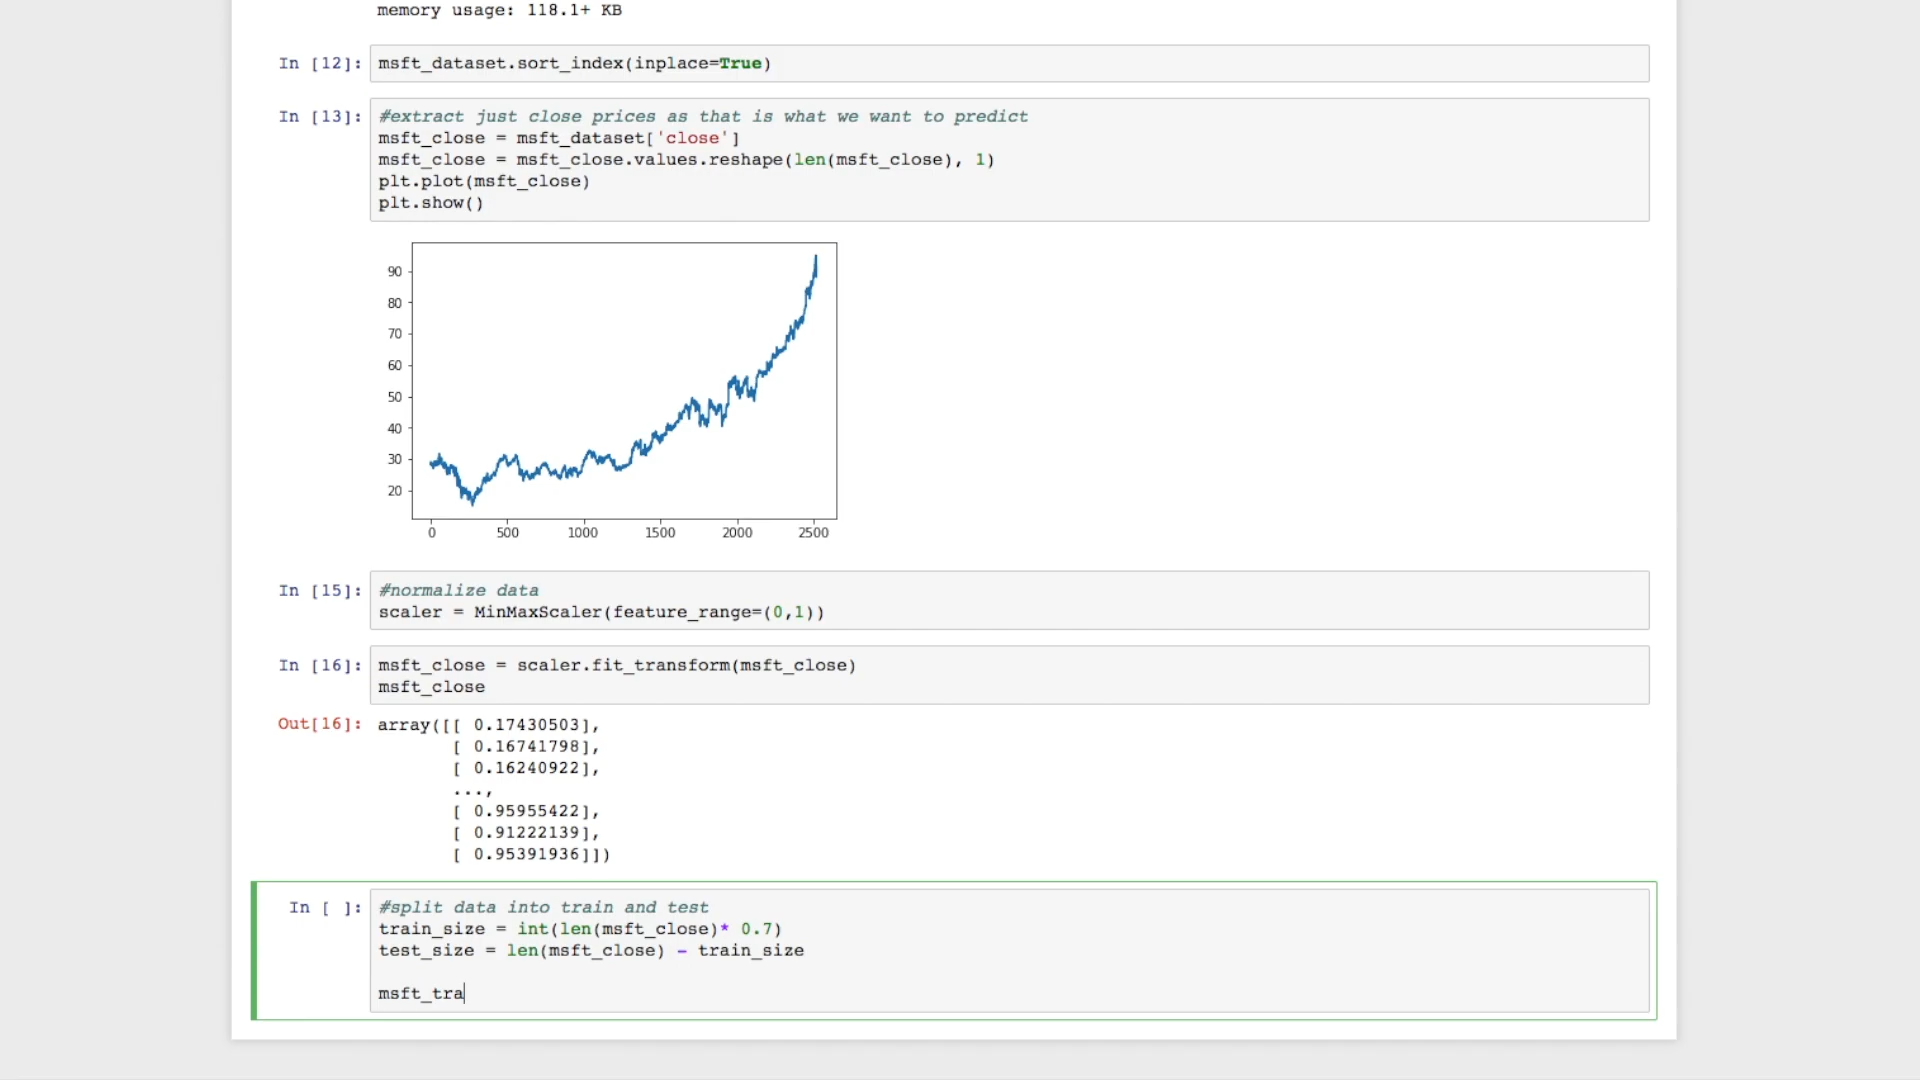 memory usage: 118.1+ KB
In [12]: msft_dataset.sort_index(inplace=True)
In [13]: #extract just close prices as that is what we want to predict
msft_close = msft_dataset['close']
msft_close = msft_close.values.reshape(len(msft_close), 1)
plt.plot(msft_close)
plt.show()
90
80
70
60
50
40
30
20
0 500 1000 1500 2000 2500
In [15]: #normalize data
scaler = MinMaxScaler(feature_range=(0,1))
In [16]: msft_close = scaler.fit_transform(msft_close)
msft_close
Out[16]: array([[ 0.17430503],
[ 0.16741798],
[ 0.16240922],
...,
[ 0.95955422],
[ 0.91222139],
[ 0.95391936]])
In [ ]: #split data into train and test
train_size = int(len(msft_close)* 0.7)
test_size = len(msft_close) - train_size
msft_tra